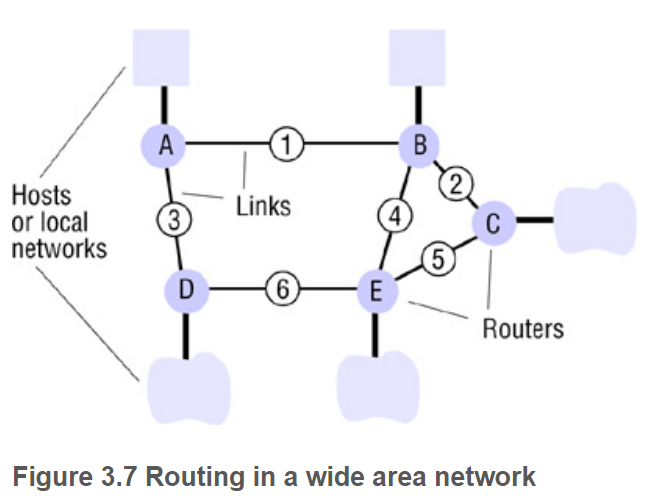 A
1
B
2
Hosts
or local
networks
Links
3
4
C
5
D
6
E
Routers
Figure 3.7 Routing in a wide area network